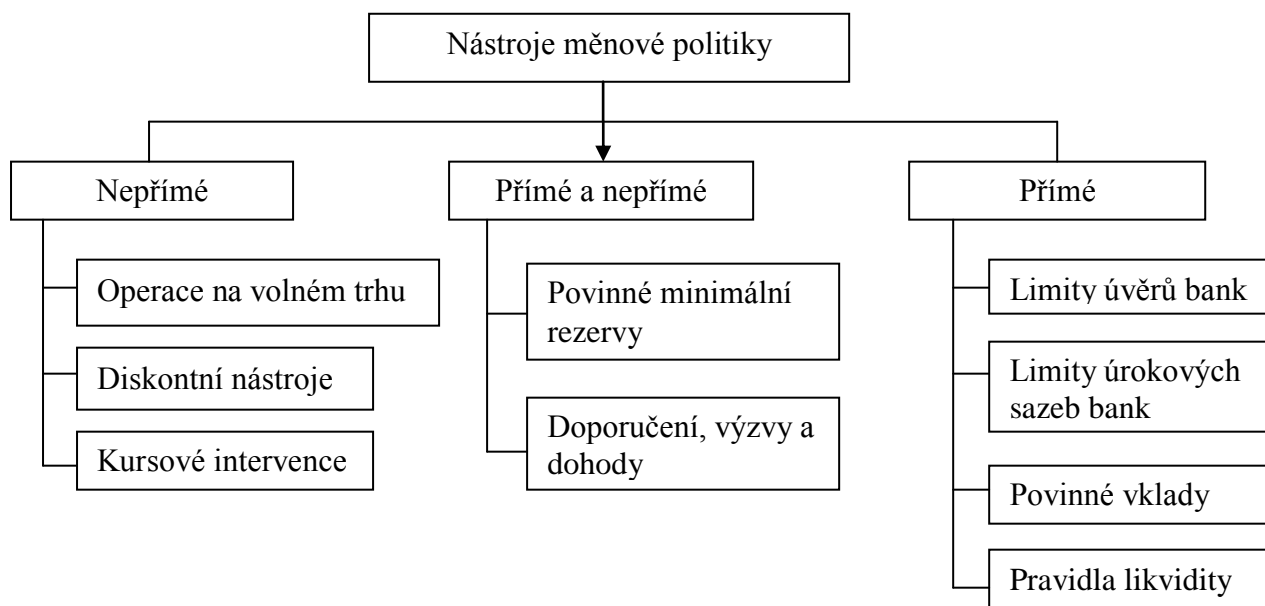 Nástroje měnové politiky
Nepřímé
Přímé a nepřímé
Přímé
Operace na volném trhu
Diskontní nástroje
Kursové intervence
Povinné minimální
rezervy
Doporučení, výzvy a
dohody
Limity úvěrů bank
Limity úrokových
sazeb bank
Povinné vklady
Pravidla likvidity